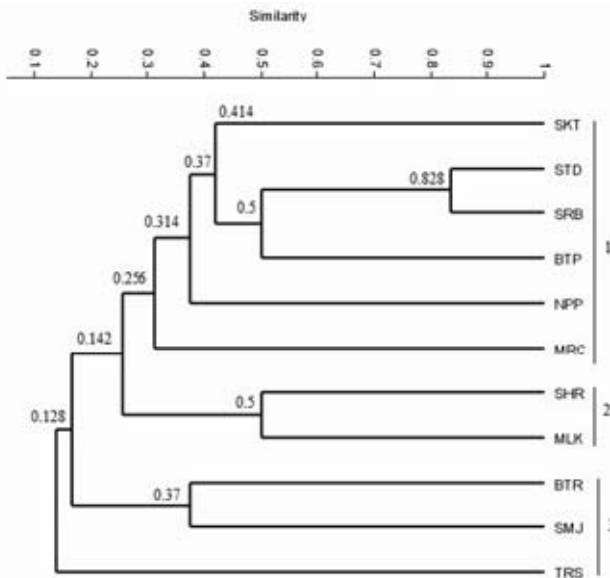 Similarity
0.1 0.2 0.3 0.4 0.5 0.6 0.7 0.8 0.9 1
0.414
SKT
0.37
STD
0.828
SRB
0.5
0.314
BTP
1
0.256
NPP
0.142
MRC
SHR
0.5
2
0.128
MLK
BTR
0.37
SMJ
TRS